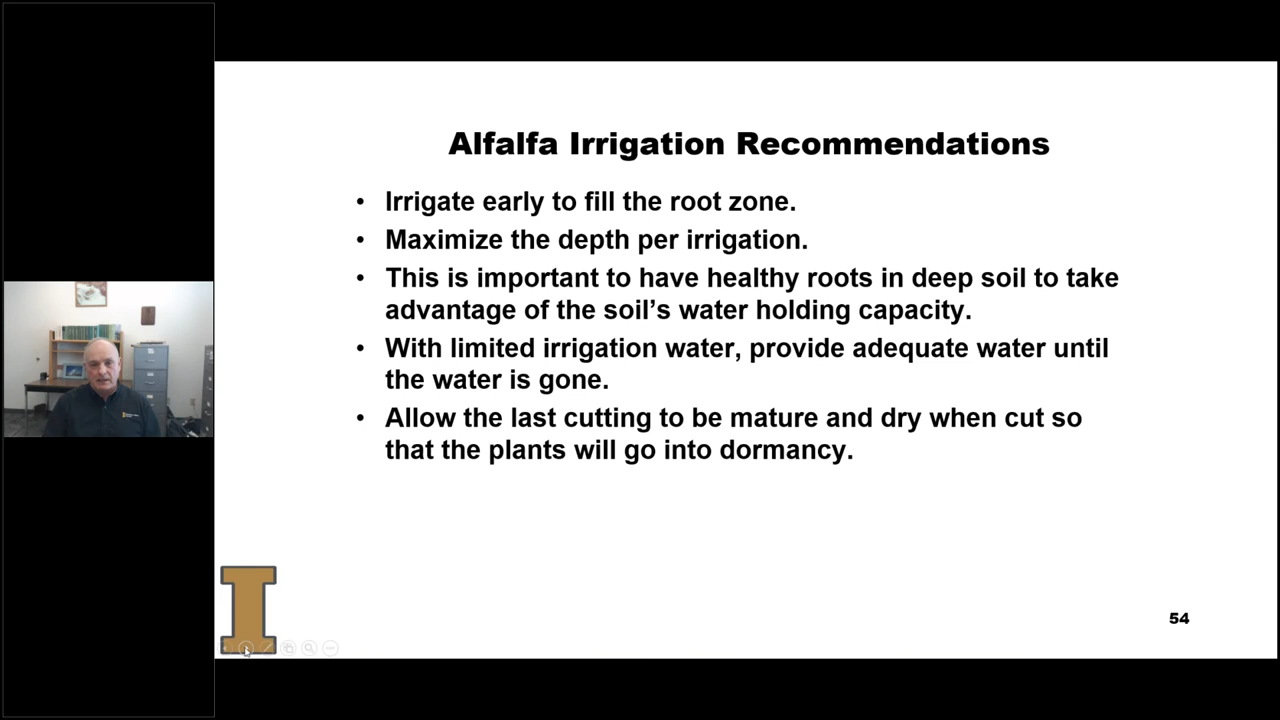 Alfalfa Irrigation Recommendations
• Irrigate early to fill the root zone.
• Maximize the depth per irrigation.
• This is important to have healthy roots in deep soil to take
advantage of the soil’s water holding capacity.
• With limited irrigation water, provide adequate water until
the water is gone.
• Allow the last cutting to be mature and dry when cut so
that the plants will go into dormancy.
I
54